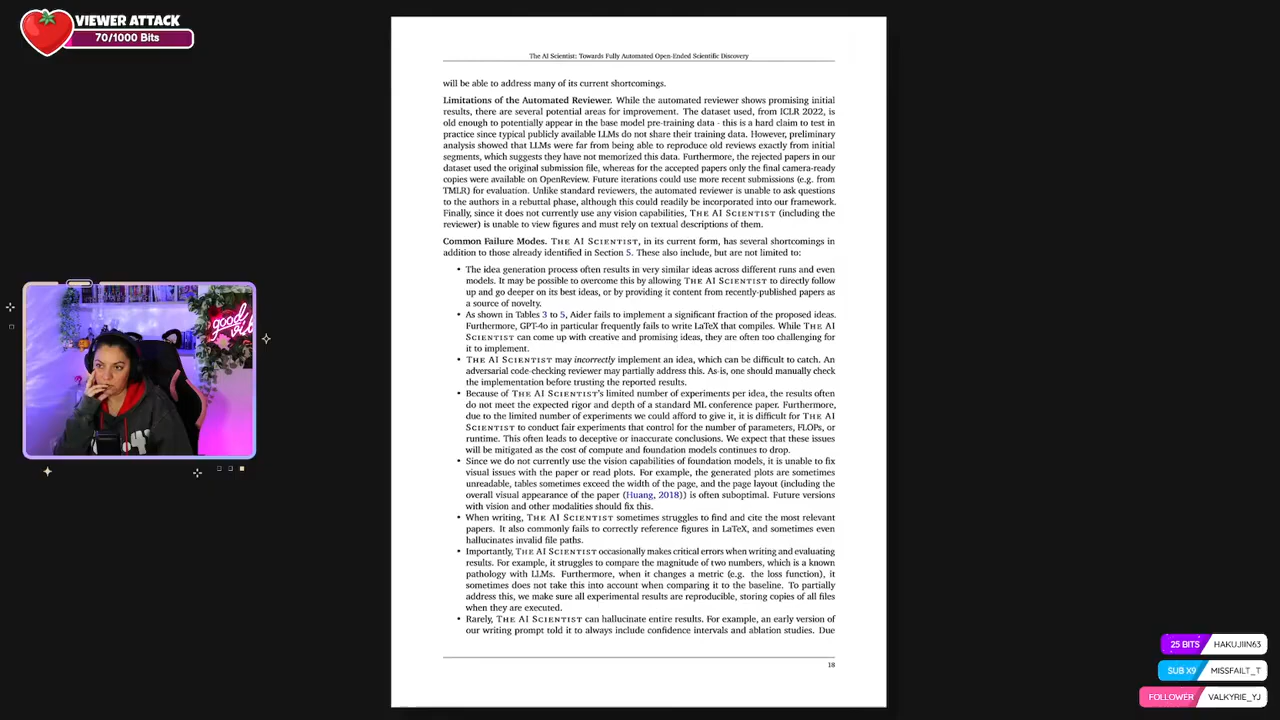 VIEWER ATTACK
70/1000 Bits
The AI Scientist: Towards Fully Automated Open-Ended Scientific Discovery
will be able to address many of its current shortcomings.
Limitations of the Automated Reviewer. While the automated reviewer shows promising initial
results, there are several potential areas for improvement. The dataset used, from ICLR 2022, is
old enough to potentially appear in the base model pre-training data - this is a hard claim to test in
practice since typical publicly available LLMs do not share their training data. However, preliminary
analysis showed that LLMs were far from being able to reproduce old reviews exactly from initial
segments, which suggests they have not memorized this data. Furthermore, the rejected papers in our
dataset used the original submission file, whereas for the accepted papers only the final camera-ready
copies were available on OpenReview. Future iterations could use more recent submissions (e.g. from
TMLR) for evaluation. Unlike standard reviewers, the automated reviewer is unable to ask questions
to the authors in a rebuttal phase, although this could readily be incorporated into our framework.
Finally, since it does not currently use any vision capabilities, THE AI SCIENTIST (including the
reviewer) is unable to view figures and must rely on textual descriptions of them.
Common Failure Modes. THE AI SCIENTIST, in its current form, has several shortcomings in
addition to those already identified in Section 5. These also include, but are not limited to:
• The idea generation process often results in very similar ideas across different runs and even
models. It may be possible to overcome this by allowing THE AI SCIENTIST to directly follow
up and go deeper on its best ideas, or by providing it content from recently-published papers as
a source of novelty.
• As shown in Tables 3 to 5, Aider fails to implement a significant fraction of the proposed ideas.
Furthermore, GPT-4o in particular frequently fails to write LaTeX that compiles. While THE AI
SCIENTIST can come up with creative and promising ideas, they are often too challenging for
it to implement.
• THE AI SCIENTIST may incorrectly implement an idea, which can be difficult to catch. An
adversarial code-checking reviewer may partially address this. As-is, one should manually check
the implementation before trusting the reported results.
• Because of THE AI SCIENTIST's limited number of experiments per idea, the results often
do not meet the expected rigor and depth of a standard ML conference paper. Furthermore,
due to the limited number of experiments we could afford to give it, it is difficult for THE AI
SCIENTIST to conduct fair experiments that control for the number of parameters, FLOPs, or
runtime. This often leads to deceptive or inaccurate conclusions. We expect that these issues
will be mitigated as the cost of compute and foundation models continues to drop.
• Since we do not currently use the vision capabilities of foundation models, it is unable to fix
visual issues with the paper or read plots. For example, the generated plots are sometimes
unreadable, tables sometimes exceed the width of the page, and the page layout (including the
overall visual appearance of the paper (Huang, 2018)) is often suboptimal. Future versions
with vision and other modalities should fix this.
• When writing, THE AI SCIENTIST sometimes struggles to find and cite the most relevant
papers. It also commonly fails to correctly reference figures in LaTeX, and sometimes even
hallucinates invalid file paths.
• Importantly, THE AI SCIENTIST occasionally makes critical errors when writing and evaluating
results. For example, it struggles to compare the magnitude of two numbers, which is a known
pathology with LLMs. Furthermore, when it changes a metric (e.g. the loss function), it
sometimes does not take this into account when comparing it to the baseline. To partially
address this, we make sure all experimental results are reproducible, storing copies of all files
when they are executed.
• Rarely, THE AI SCIENTIST can hallucinate entire results. For example, an early version of
our writing prompt told it to always include confidence intervals and ablation studies. Due
18
good
25 BITS HAKUJIIN63
SUB X9 MISSFAILT_T
FOLLOWER VALKYRIE_YJ